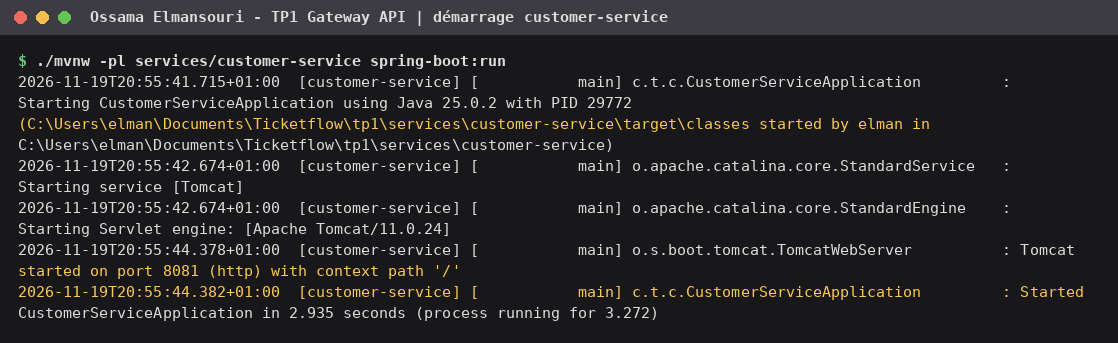 Ossama Elmansouri - TP1 Gateway API | démarrage customer-service
$ ./mvnw -pl services/customer-service spring-boot:run
2026-11-19T20:55:41.715+01:00  [customer-service] [           main] c.t.c.CustomerServiceApplication         :
Starting CustomerServiceApplication using Java 25.0.2 with PID 29772
(C:\Users\elman\Documents\Ticketflow\tp1\services\customer-service\target\classes started by elman in
C:\Users\elman\Documents\Ticketflow\tp1\services\customer-service)
2026-11-19T20:55:42.674+01:00  [customer-service] [           main] o.apache.catalina.core.StandardService   :
Starting service [Tomcat]
2026-11-19T20:55:42.674+01:00  [customer-service] [           main] o.apache.catalina.core.StandardEngine    :
Starting Servlet engine: [Apache Tomcat/11.0.24]
2026-11-19T20:55:44.378+01:00  [customer-service] [           main] o.s.boot.tomcat.TomcatWebServer          : Tomcat
started on port 8081 (http) with context path '/'
2026-11-19T20:55:44.382+01:00  [customer-service] [           main] c.t.c.CustomerServiceApplication         : Started
CustomerServiceApplication in 2.935 seconds (process running for 3.272)